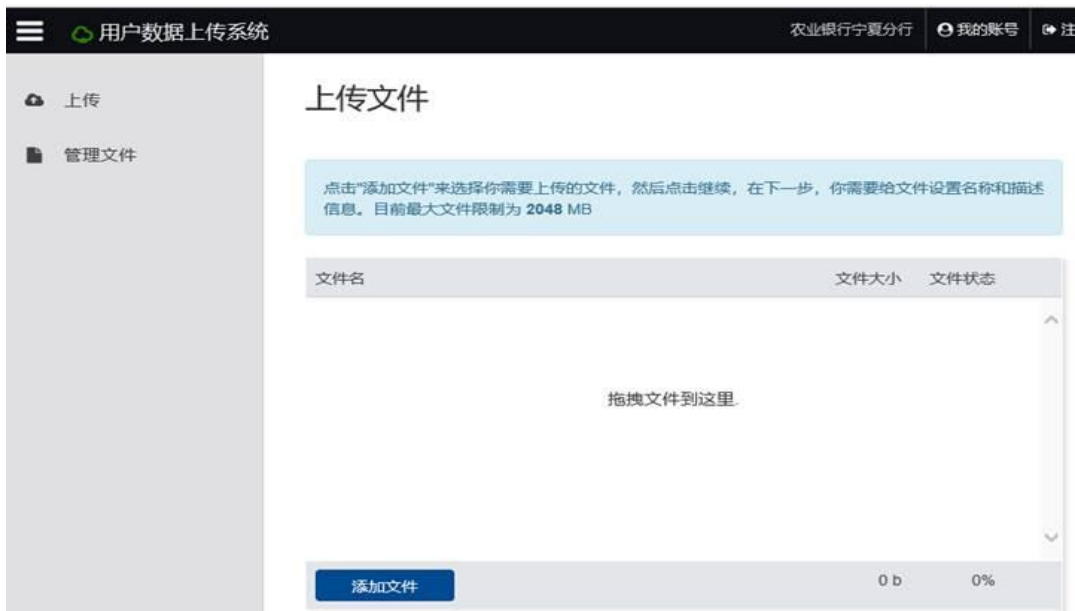 用户数据上传系统
农业银行宁夏分行
我的账号
注
上传
管理文件
上传文件
点击"添加文件"来选择你需要上传的文件，然后点击继续，在下一步，你需要给文件设置名称和描述
信息。目前最大文件限制为 2048 MB
文件名 文件大小 文件状态
拖拽文件到这里.
添加文件 0 b 0%